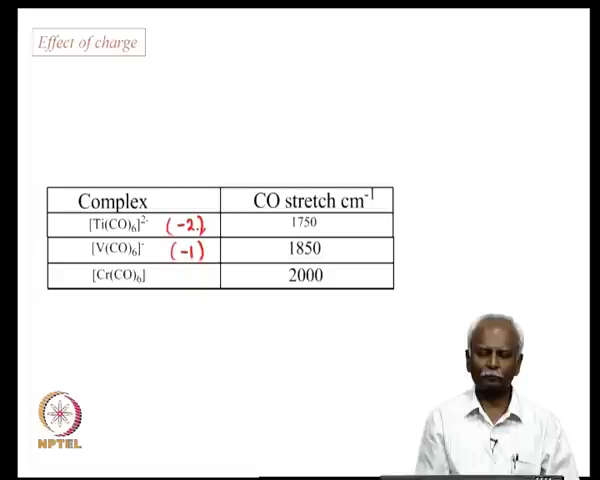 Effect of charge
Complex CO stretch cm⁻¹
[Ti(CO)₆]²⁻ (-2) 1750
[V(CO)₆]⁻ (-1) 1850
[Cr(CO)₆] 2000
NPTEL